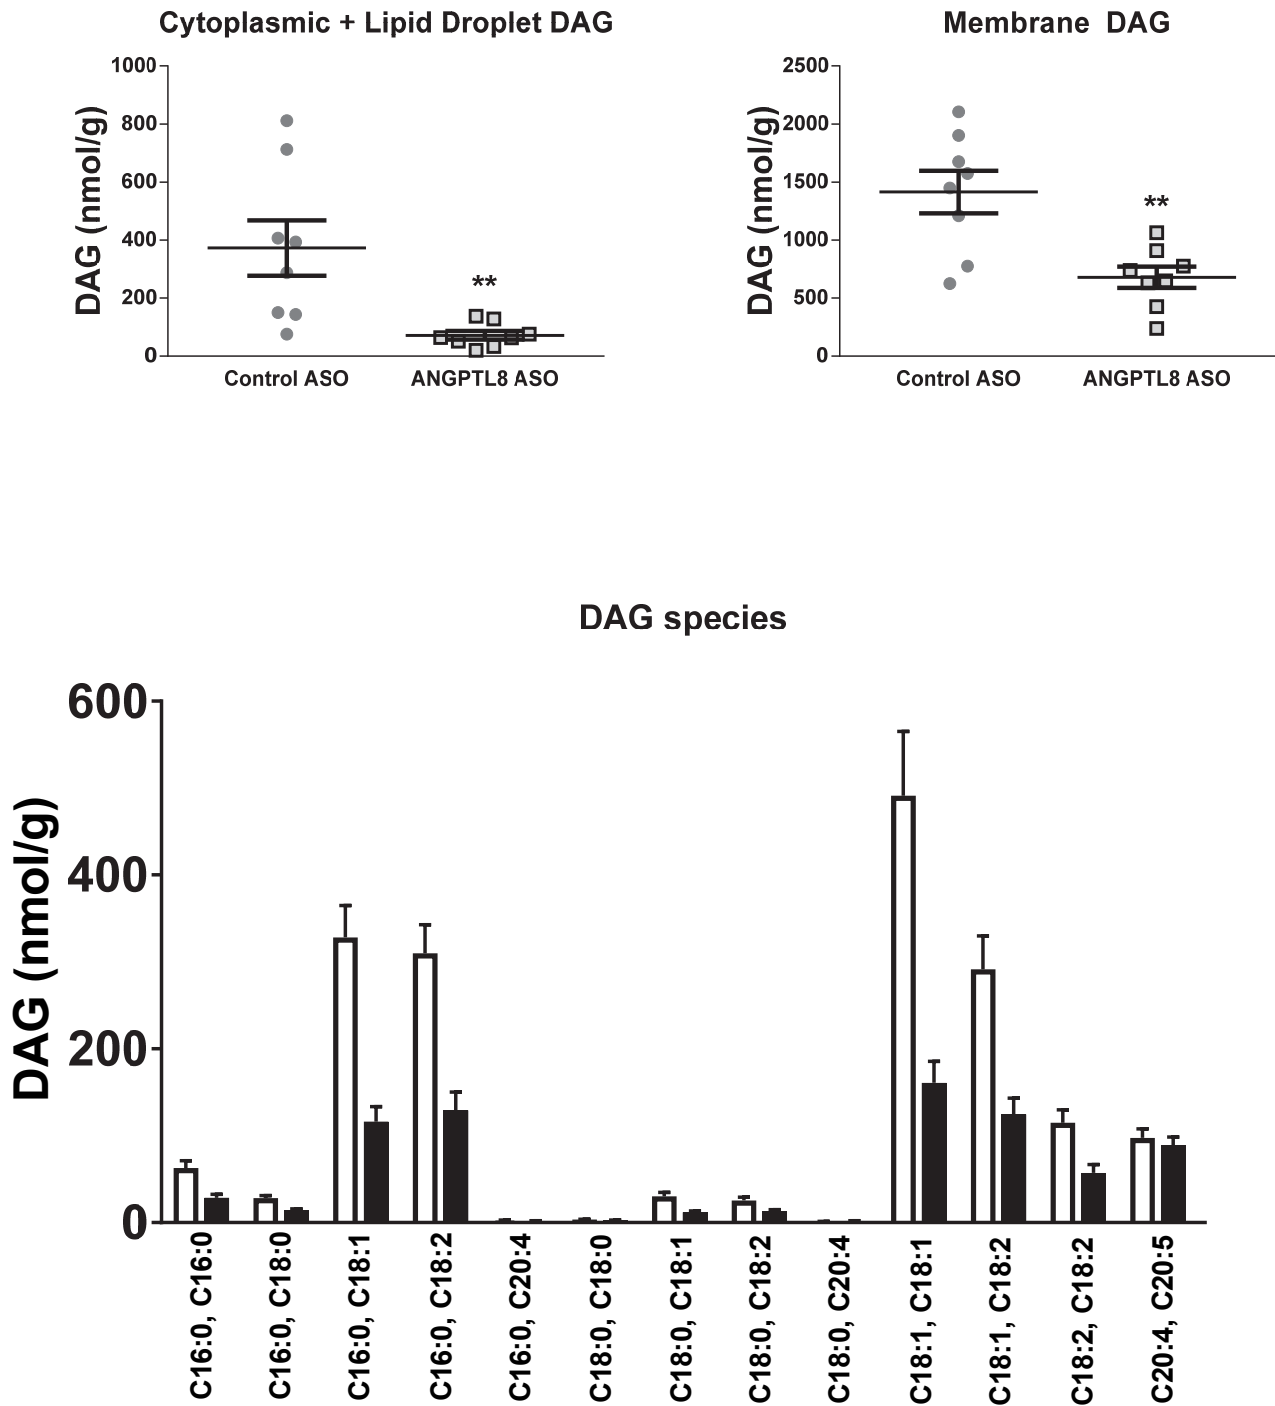 Cytoplasmic + Lipid Droplet DAG
DAG (nmol/g)
1000
800
600
400
200
0
**
Control ASO
ANGPTL8 ASO
Membrane DAG
DAG (nmol/g)
2500
2000
1500
1000
500
0
**
Control ASO
ANGPTL8 ASO
DAG species
DAG (nmol/g)
600
400
200
0
C16:0, C16:0
C16:0, C18:0
C16:0, C18:1
C16:0, C18:2
C16:0, C20:4
C18:0, C18:0
C18:0, C18:1
C18:0, C18:2
C18:0, C20:4
C18:1, C18:1
C18:1, C18:2
C18:2, C18:2
C20:4, C20:5